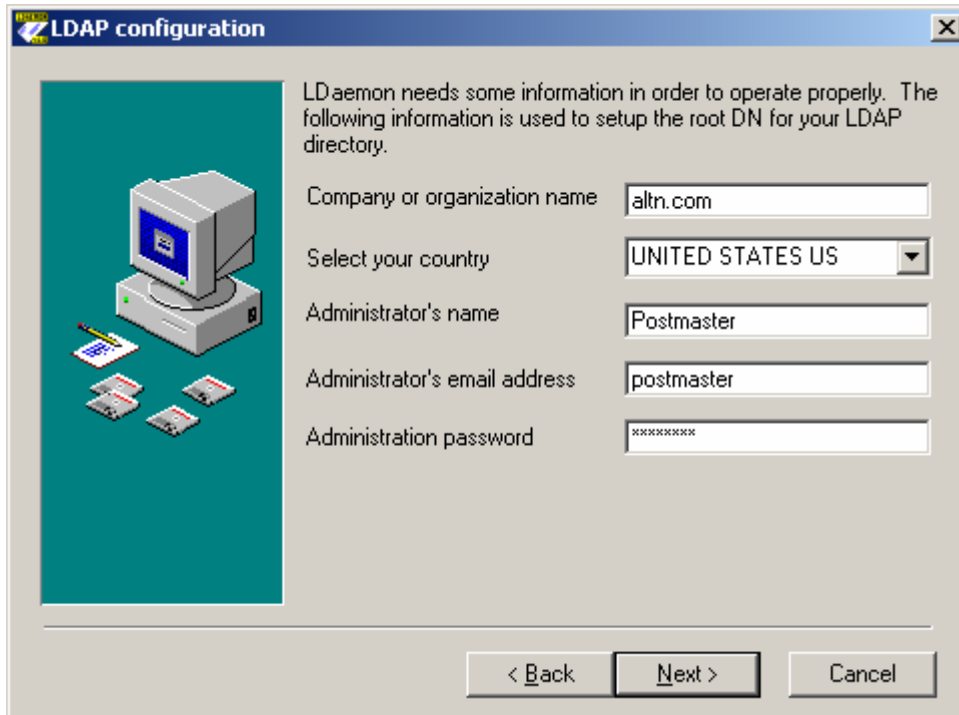 LDAP configuration
LDaemon needs some information in order to operate properly. The
following information is used to setup the root DN for your LDAP
directory.
Company or organization name altn.com
Select your country UNITED STATES US
Administrator's name Postmaster
Administrator's email address postmaster
Administration password ********
< Back Next > Cancel